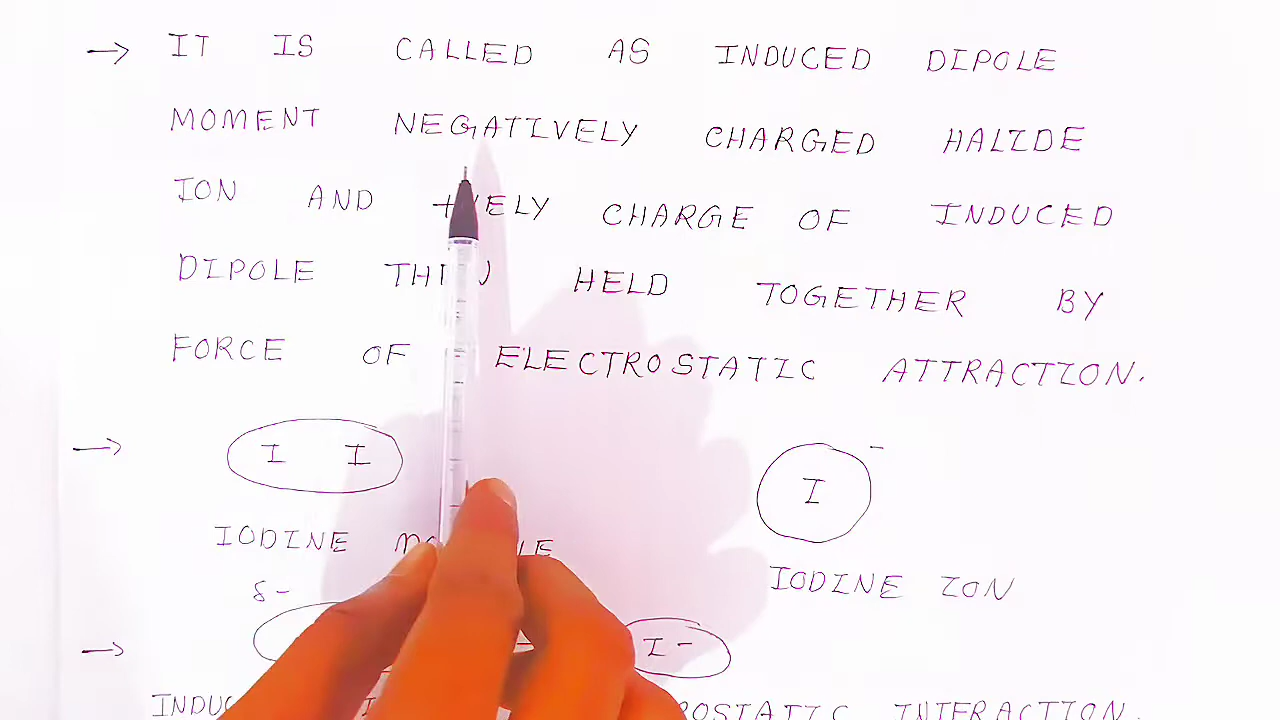 → IT IS CALLED AS INDUCED DIPOLE
MOMENT NEGATIVELY CHARGED HALIDE
ION AND +VELY CHARGE OF INDUCED
DIPOLE HELD TOGETHER BY
FORCE OF ELECTROSTATIC ATTRACTION.
→ I I I -
IODINE
IODINE ION
δ-
→ I -
INTERACTION.